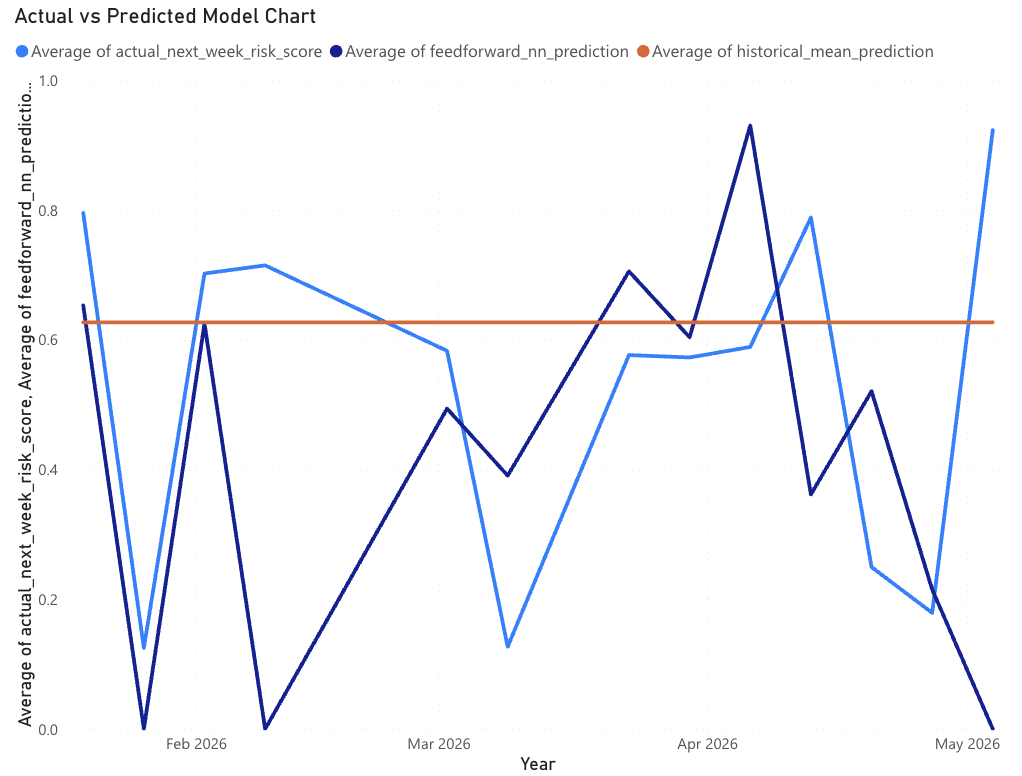 Actual vs Predicted Model Chart
Average of actual_next_week_risk_score Average of feedforward_nn_prediction Average of historical_mean_prediction
Average of actual_next_week_risk_score, Average of feedforward_nn_predictio...
1.0
0.8
0.6
0.4
0.2
0.0
Feb 2026 Mar 2026 Apr 2026 May 2026
Year